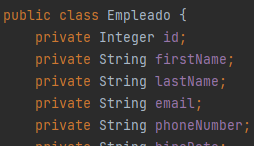 public class Empleado {
private Integer id;
private String firstName;
private String lastName;
private String email;
private String phoneNumber;
private String